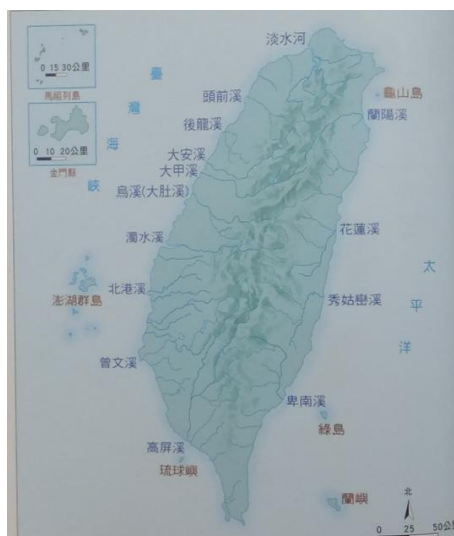 淡水河
0 15 30公里
馬祖列島
臺
灣
海
峽
頭前溪
龜山島
蘭陽溪
後龍溪
0 10 20公里
金門縣
大安溪
大甲溪
烏溪(大肚溪)
花蓮溪
濁水溪
太
平
洋
北港溪
秀姑巒溪
澎湖群島
曾文溪
卑南溪
綠島
高屏溪
琉球嶼
蘭嶼
北
0 25 50公里